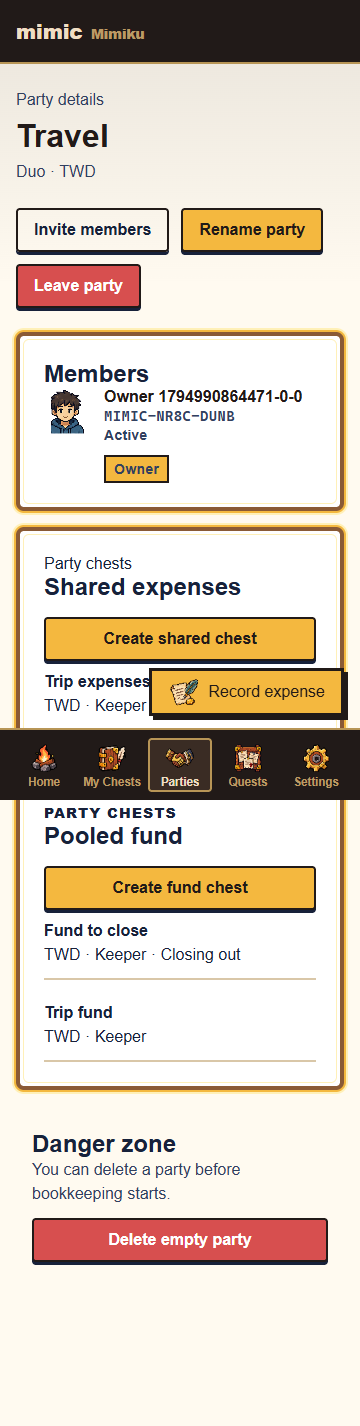 mimic Mimiku
Party details
Travel
Duo · TWD
Invite members
Rename party
Leave party
Members
Owner 1794990864471-0-0
MIMIC-NR8C-DUNB
Active
Owner
Party chests
Shared expenses
Create shared chest
Trip expenses
TWD · Keeper
Record expense
Home
My Chests
Parties
Quests
Settings
PARTY CHESTS
Pooled fund
Create fund chest
Fund to close
TWD · Keeper · Closing out
Trip fund
TWD · Keeper
Danger zone
You can delete a party before
bookkeeping starts.
Delete empty party